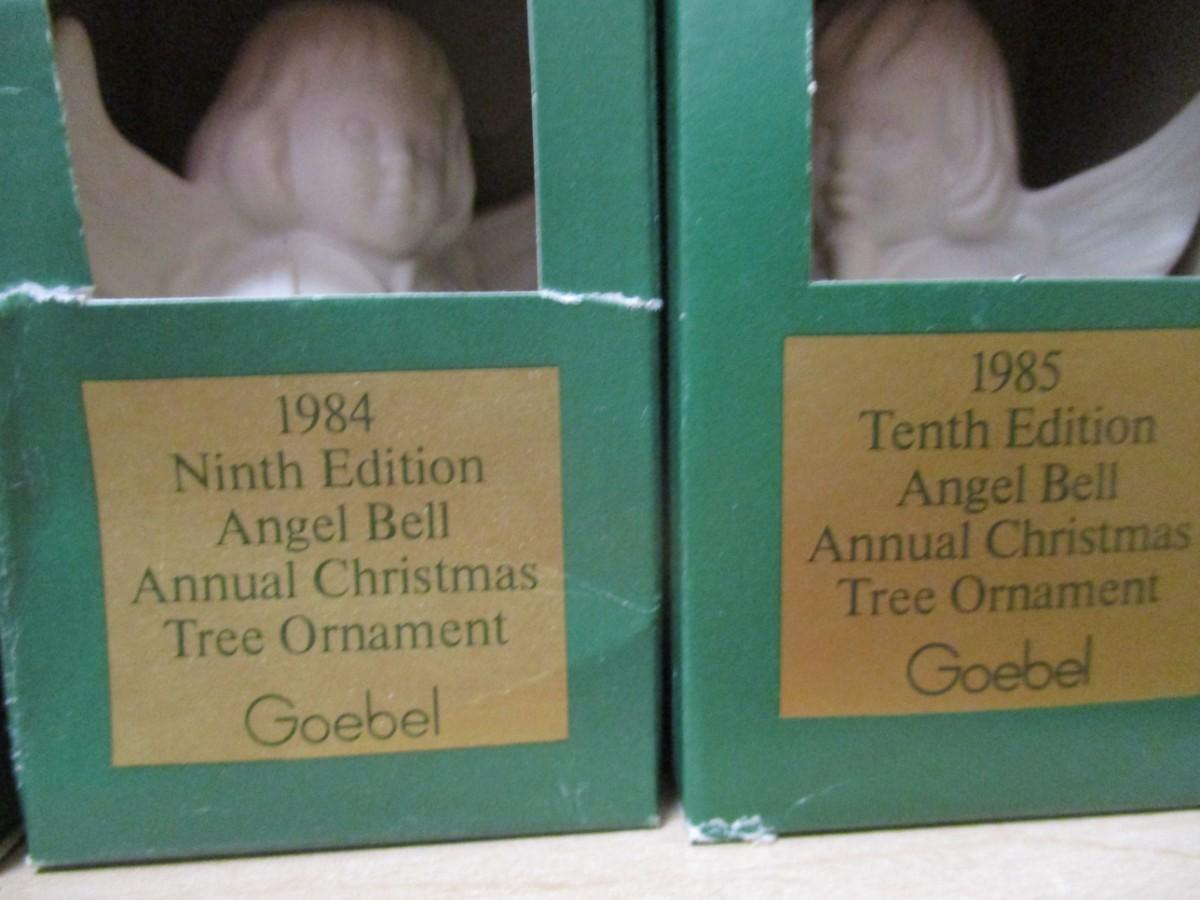 1984
Ninth Edition
Angel Bell
Annual Christmas
Tree Ornament
Goebel
1985
Tenth Edition
Angel Bell
Annual Christmas
Tree Ornament
Goebel